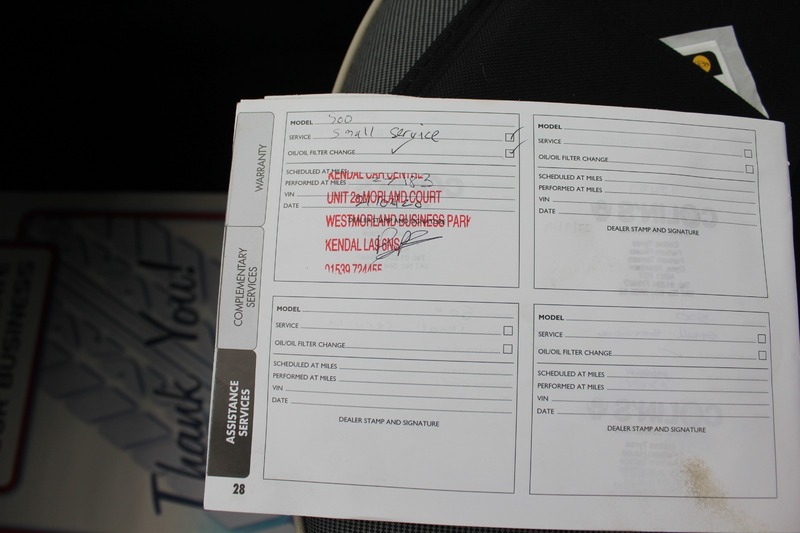 MODEL 500
SERVICE small service
OIL/OIL FILTER CHANGE
SCHEDULED AT MILES
PERFORMED AT MILES
VIN
DATE
KENDAL CAR CENTRE
UNIT 2a MORLAND COURT
WESTMORLAND BUSINESS PARK
KENDAL LA9 6NS
01539 724455
MODEL
SERVICE
OIL/OIL FILTER CHANGE
SCHEDULED AT MILES
PERFORMED AT MILES
VIN
DATE
DEALER STAMP AND SIGNATURE
MODEL
SERVICE
OIL/OIL FILTER CHANGE
SCHEDULED AT MILES
PERFORMED AT MILES
VIN
DATE
DEALER STAMP AND SIGNATURE
MODEL
SERVICE
OIL/OIL FILTER CHANGE
SCHEDULED AT MILES
PERFORMED AT MILES
VIN
DATE
DEALER STAMP AND SIGNATURE
WARRANTY
COMPLEMENTARY
SERVICES
ASSISTANCE
SERVICES
28
Thank You!
BUSINESS